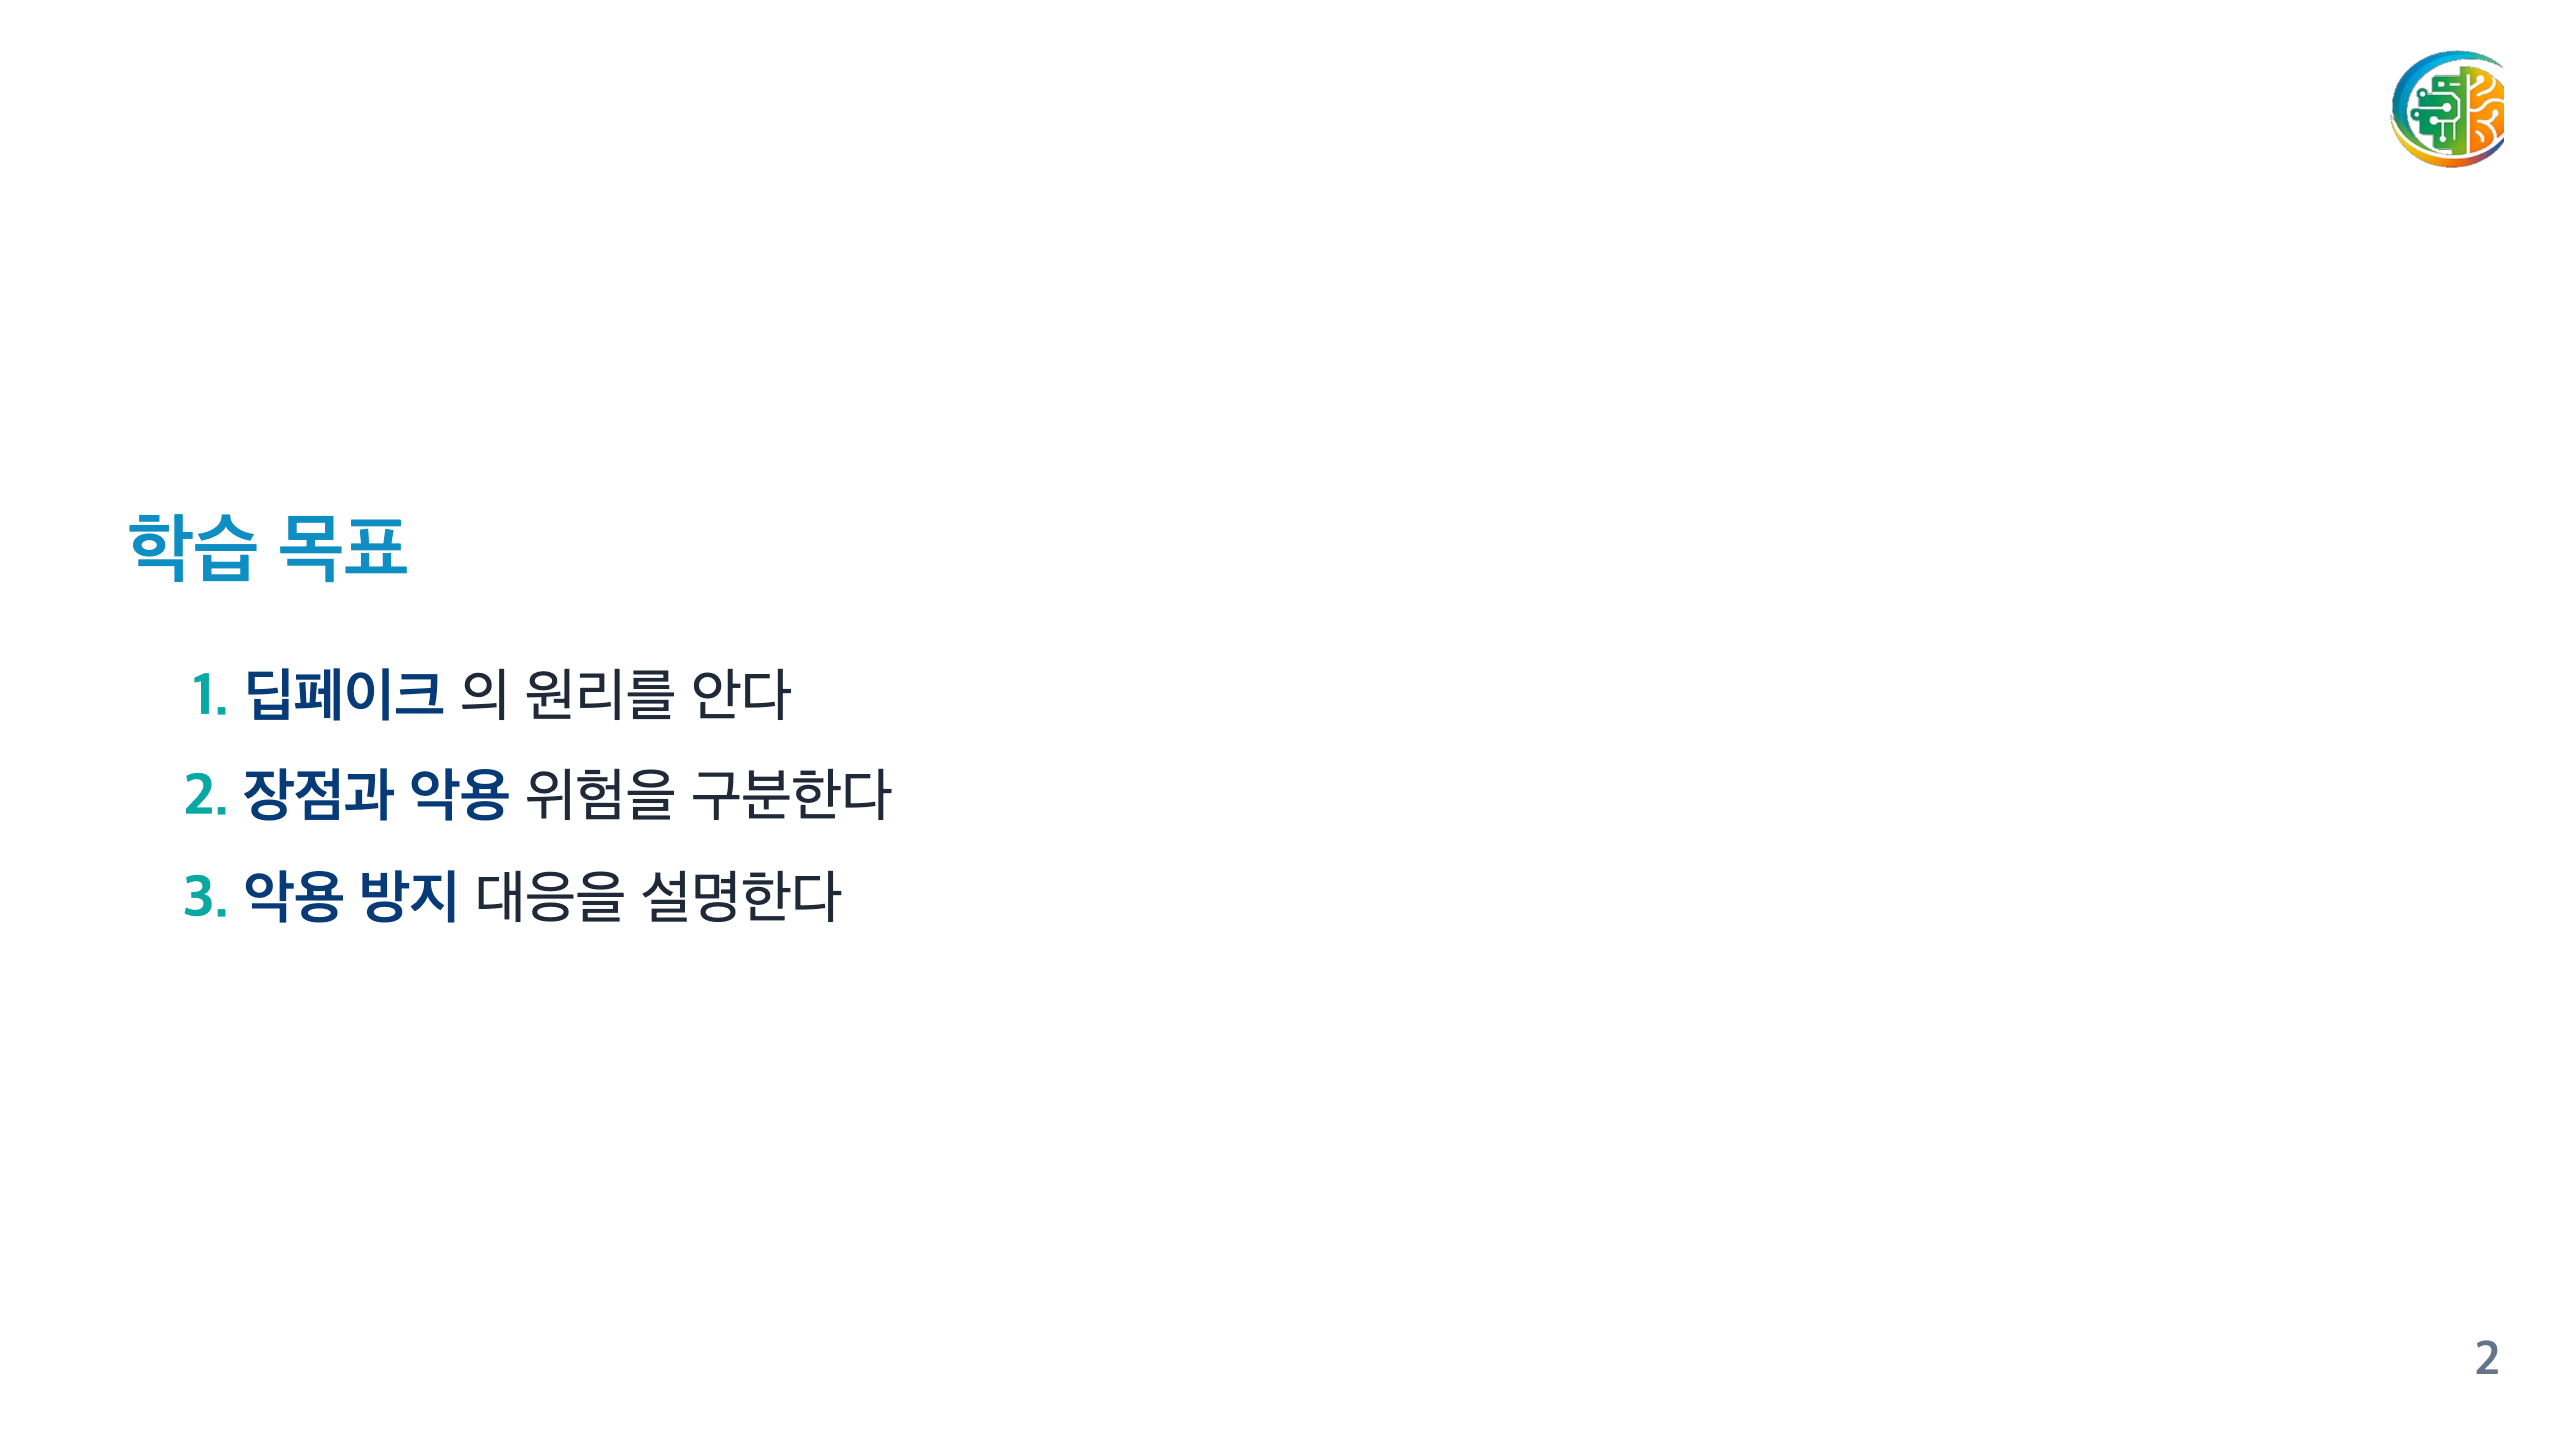 학습 목표
1. 딥페이크 의 원리를 안다
2. 장점과 악용 위험을 구분한다
3. 악용 방지 대응을 설명한다
2